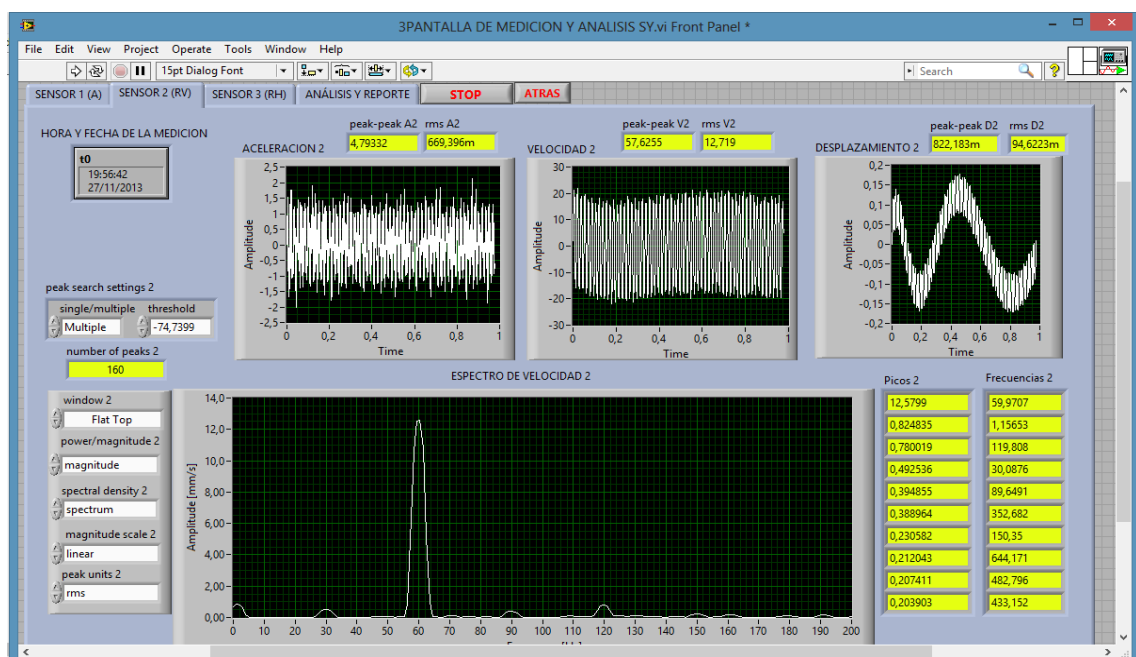 3PANTALLA DE MEDICION Y ANALISIS SY.vi Front Panel *
File Edit View Project Operate Tools Window Help
15pt Dialog Font
Search
SENSOR 1 (A) SENSOR 2 (RV) SENSOR 3 (RH) ANÁLISIS Y REPORTE STOP ATRAS
HORA Y FECHA DE LA MEDICION
t0
19:56:42
27/11/2013
peak-peak A2 rms A2
4,79332 669,396m
ACELERACION 2
2,5
2
1,5
1
0,5
0
-0,5
-1
-1,5
-2
-2,5
Amplitude
0 0,2 0,4 0,6 0,8 1
Time
peak-peak V2 rms V2
57,6255 12,719
VELOCIDAD 2
30
20
10
0
-10
-20
-30
Amplitude
0 0,2 0,4 0,6 0,8 1
Time
peak-peak D2 rms D2
822,183m 94,6223m
DESPLAZAMIENTO 2
0,2
0,15
0,1
0,05
0
-0,05
-0,1
-0,15
-0,2
Amplitude
0 0,2 0,4 0,6 0,8 1
Time
peak search settings 2
single/multiple threshold
Multiple -74,7399
number of peaks 2
160
window 2
Flat Top
power/magnitude 2
magnitude
spectral density 2
spectrum
magnitude scale 2
linear
peak units 2
rms
ESPECTRO DE VELOCIDAD 2
14,0
12,0
10,0
8,00
6,00
4,00
2,00
0,00
Amplitude [mm/s]
0 10 20 30 40 50 60 70 80 90 100 110 120 130 140 150 160 170 180 190 200
Picos 2 Frecuencias 2
12,5799 59,9707
0,824835 1,15653
0,780019 119,808
0,492536 30,0876
0,394855 89,6491
0,388964 352,682
0,230582 150,35
0,212043 644,171
0,207411 482,796
0,203903 433,152